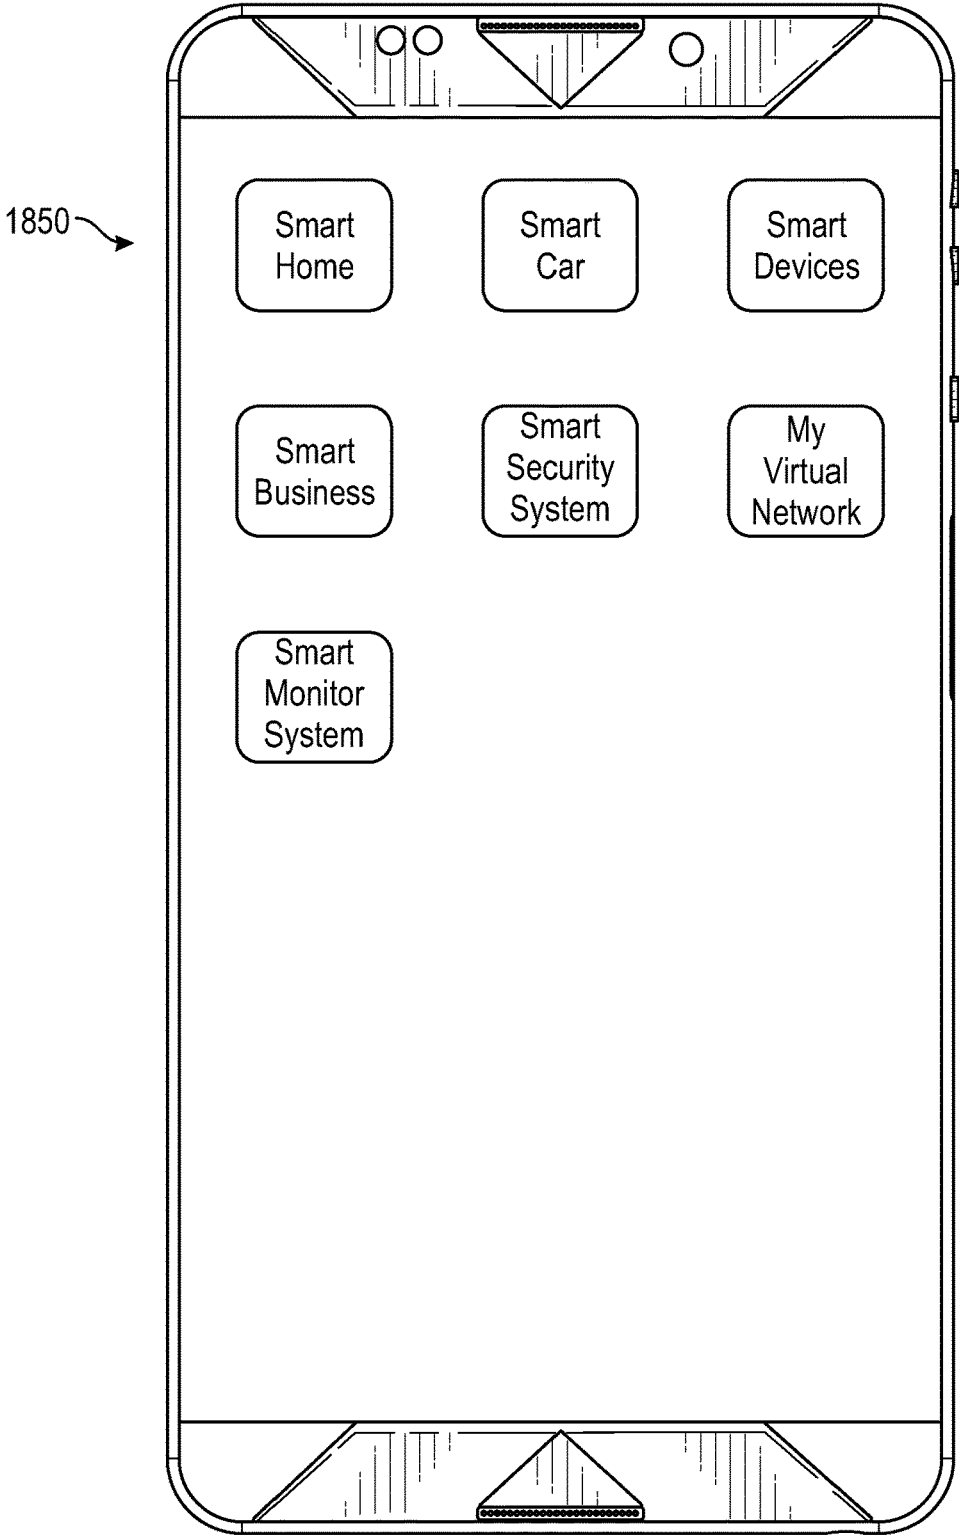 1850
Smart
Home
Smart
Car
Smart
Devices
Smart
Business
Smart
Security
System
My
Virtual
Network
Smart
Monitor
System